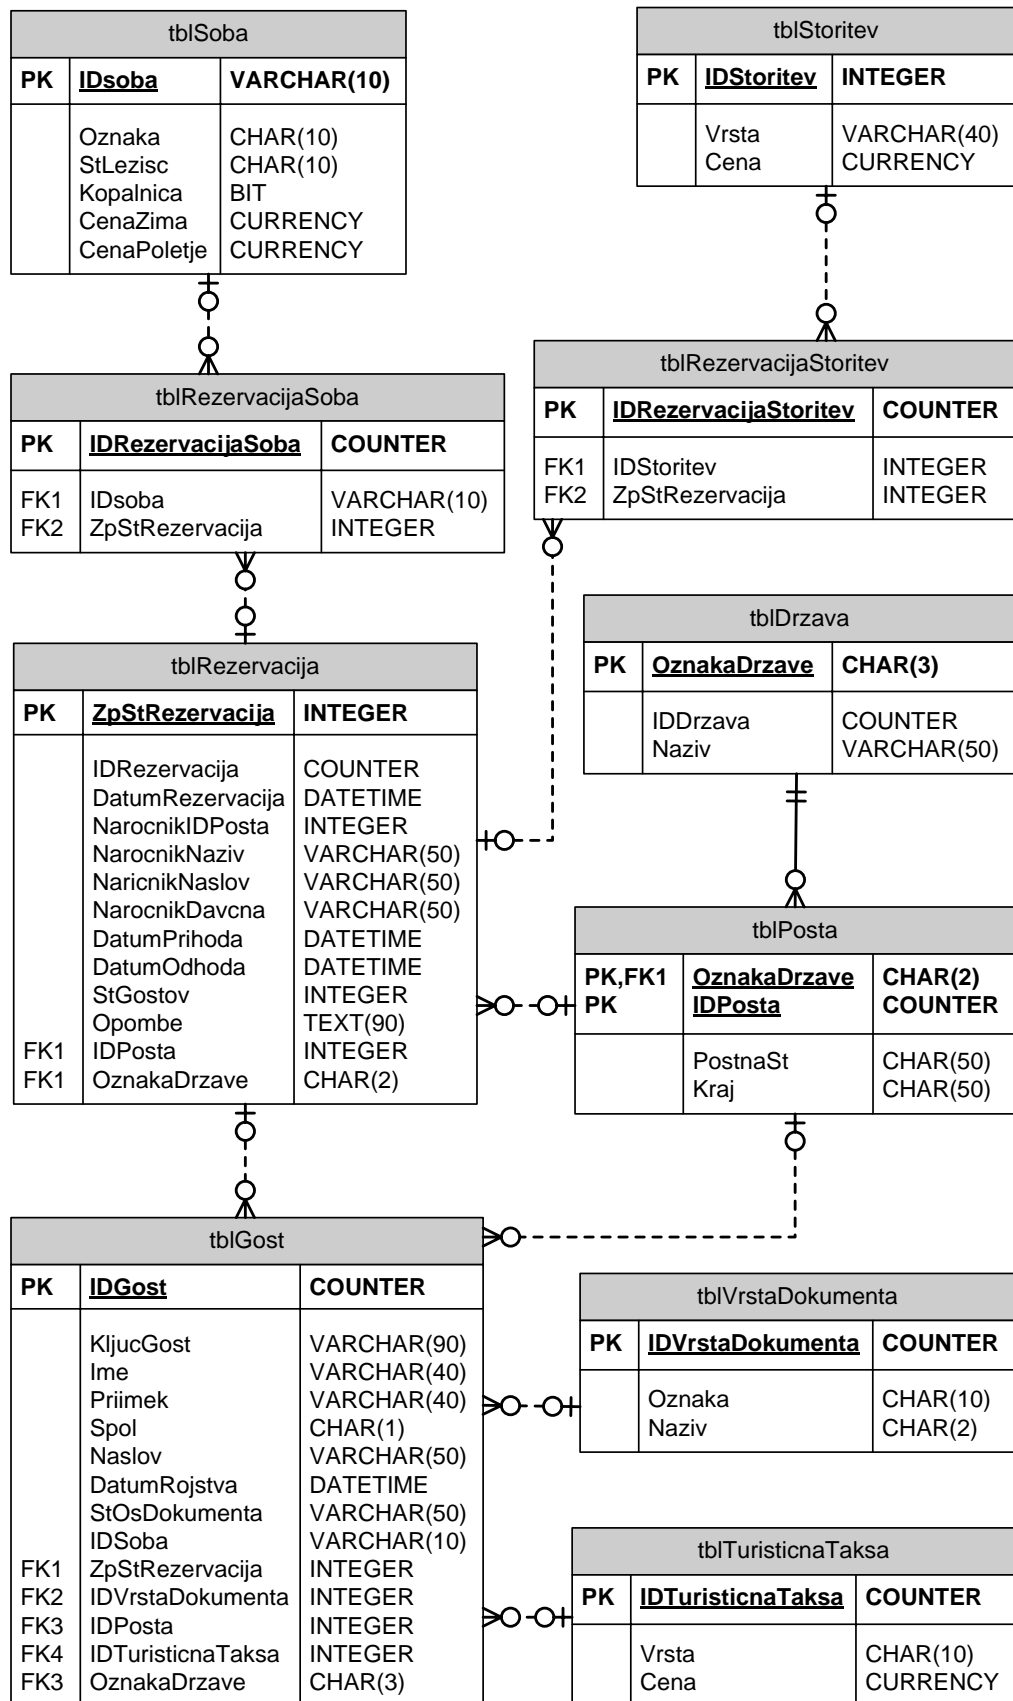 tblSoba
PK IDsoba VARCHAR(10)
Oznaka CHAR(10)
StLezisc CHAR(10)
Kopalnica BIT
CenaZima CURRENCY
CenaPoletje CURRENCY
tblStoritev
PK IDStoritev INTEGER
Vrsta VARCHAR(40)
Cena CURRENCY
tblRezervacijaSoba
PK IDRezervacijaSoba COUNTER
FK1 IDsoba VARCHAR(10)
FK2 ZpStRezervacija INTEGER
tblRezervacijaStoritev
PK IDRezervacijaStoritev COUNTER
FK1 IDStoritev INTEGER
FK2 ZpStRezervacija INTEGER
tblRezervacija
PK ZpStRezervacija INTEGER
IDRezervacija COUNTER
DatumRezervacija DATETIME
NarocnikIDPosta INTEGER
NarocnikNaziv VARCHAR(50)
NaricnikNaslov VARCHAR(50)
NarocnikDavcna VARCHAR(50)
DatumPrihoda DATETIME
DatumOdhoda DATETIME
StGostov INTEGER
Opombe TEXT(90)
FK1 IDPosta INTEGER
FK1 OznakaDrzave CHAR(2)
tblDrzava
PK OznakaDrzave CHAR(3)
IDDrzava COUNTER
Naziv VARCHAR(50)
tblPosta
PK,FK1 OznakaDrzave CHAR(2)
PK IDPosta COUNTER
PostnaSt CHAR(50)
Kraj CHAR(50)
tblGost
PK IDGost COUNTER
KljucGost VARCHAR(90)
Ime VARCHAR(40)
Priimek VARCHAR(40)
Spol CHAR(1)
Naslov VARCHAR(50)
DatumRojstva DATETIME
StOsDokumenta VARCHAR(50)
IDSoba VARCHAR(10)
FK1 ZpStRezervacija INTEGER
FK2 IDVrstaDokumenta INTEGER
FK3 IDPosta INTEGER
FK4 IDTuristicnaTaksa INTEGER
FK3 OznakaDrzave CHAR(3)
tblVrstaDokumenta
PK IDVrstaDokumenta COUNTER
Oznaka CHAR(10)
Naziv CHAR(2)
tblTuristicnaTaksa
PK IDTuristicnaTaksa COUNTER
Vrsta CHAR(10)
Cena CURRENCY